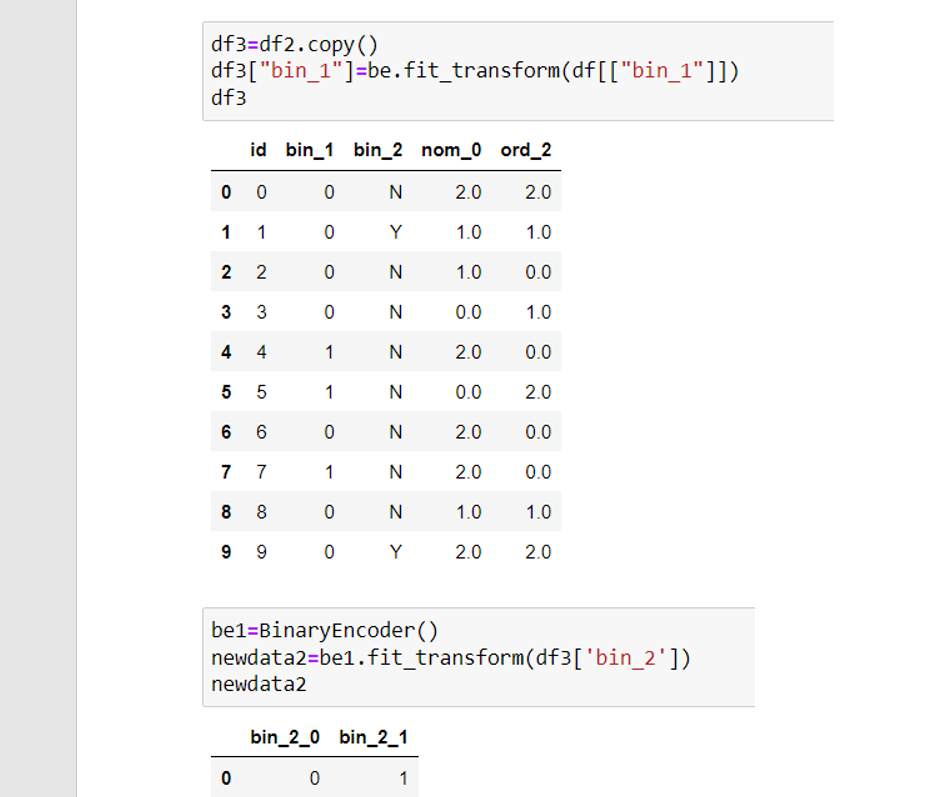 df3=df2.copy()
df3["bin_1"]=be.fit_transform(df[["bin_1"]])
df3
id bin_1 bin_2 nom_0 ord_2
0 0 0 N 2.0 2.0
1 1 0 Y 1.0 1.0
2 2 0 N 1.0 0.0
3 3 0 N 0.0 1.0
4 4 1 N 2.0 0.0
5 5 1 N 0.0 2.0
6 6 0 N 2.0 0.0
7 7 1 N 2.0 0.0
8 8 0 N 1.0 1.0
9 9 0 Y 2.0 2.0
be1=BinaryEncoder()
newdata2=be1.fit_transform(df3['bin_2'])
newdata2
bin_2_0 bin_2_1
0 0 1